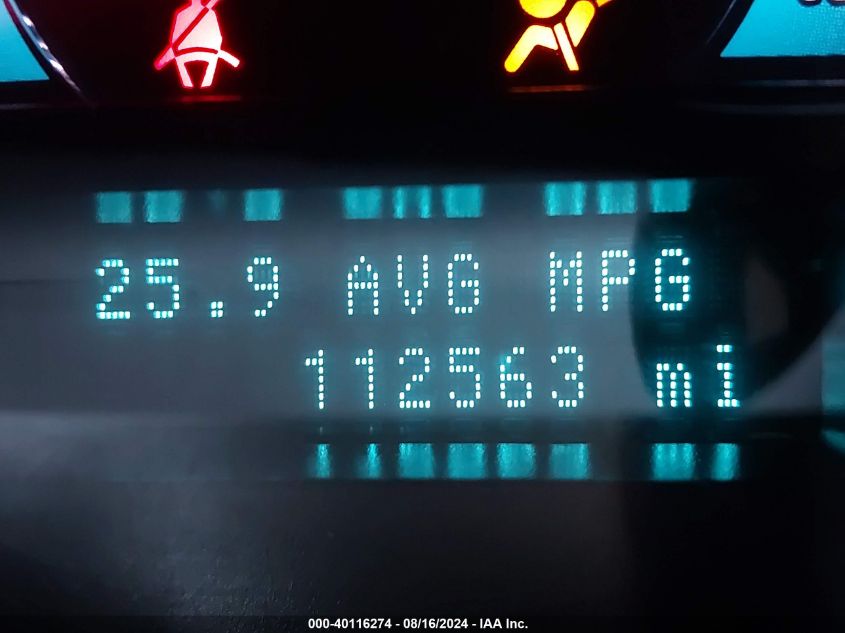 25.9 AVG MPG
112563 mi
000-40116274 - 08/16/2024 - IAA Inc.